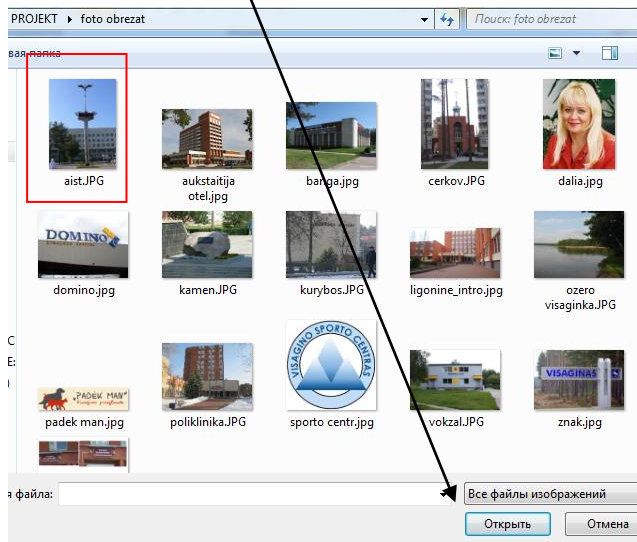 PROJEKT ▸ foto obrezat
Поиск: foto obrezat
вая папка
aist.JPG
aukstaitija
otel.jpg
banga.jpg
cerkov.JPG
dalia.jpg
DOMINO
domino.jpg
kamen.JPG
kurybos.JPG
ligonine_intro.jpg
ozero
visaginka.JPG
C
E:
)
"PADĖK MAN"
padek man.jpg
poliklinika.JPG
VISAGINO SPORTO CENTRAS
sporto centr.jpg
vokzal.JPG
VISAGINAS
znak.jpg
я файла:
Все файлы изображений
Открыть
Отмена